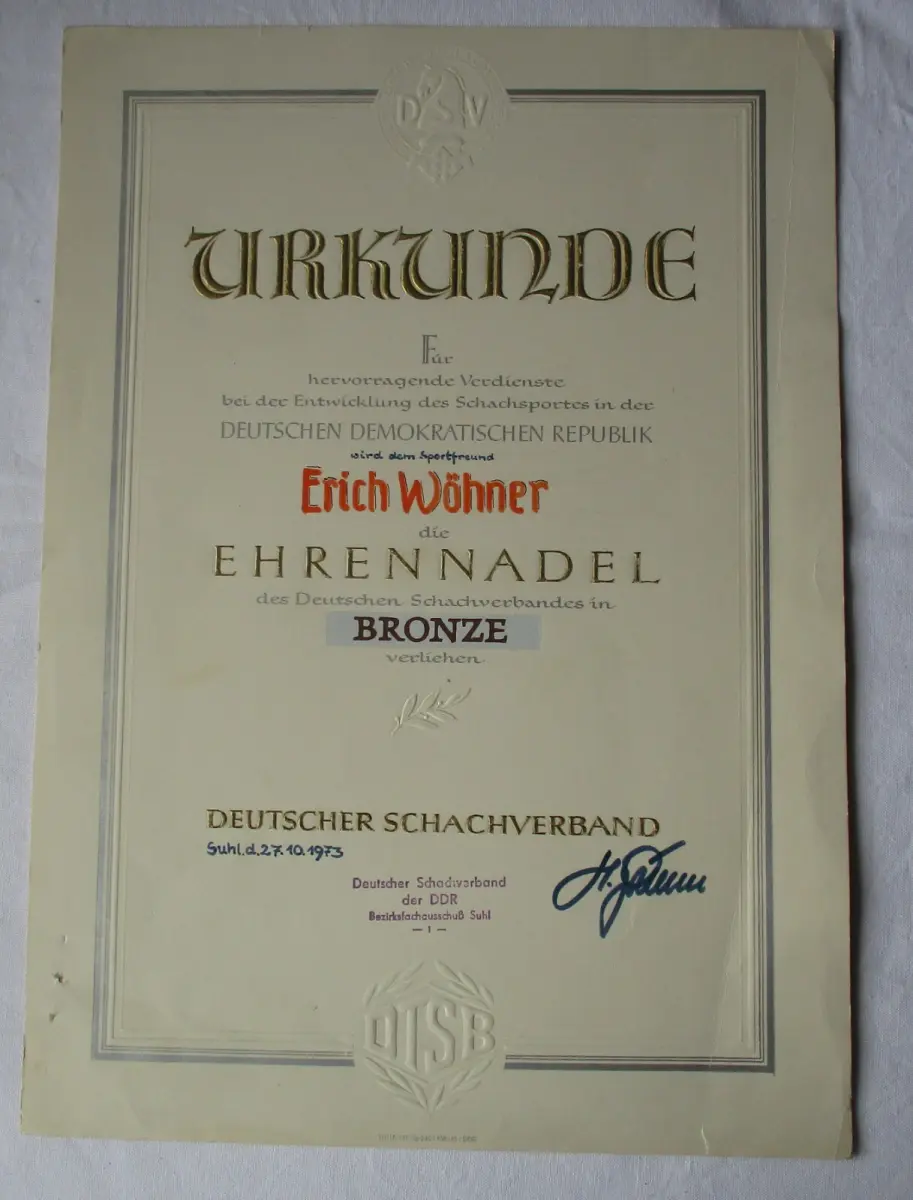 DSV
URKUNDE
Für
hervorragende Verdienste
bei der Entwicklung des Schachsportes in der
DEUTSCHEN DEMOKRATISCHEN REPUBLIK
wird dem Sportfreund
Erich Wöhner
die
EHRENNADEL
des Deutschen Schachverbandes in
BRONZE
verliehen
DEUTSCHER SCHACHVERBAND
Suhl, d. 27.10.1973
Deutscher Schachverband
der DDR
Bezirksfachausschuß Suhl
— 1 —
DTSB